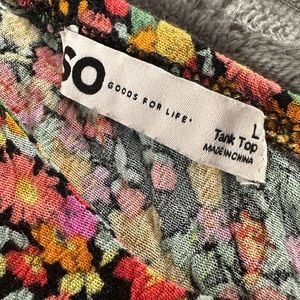 SO
GOODS FOR LIFE®
L
Tank Top
MADE IN CHINA